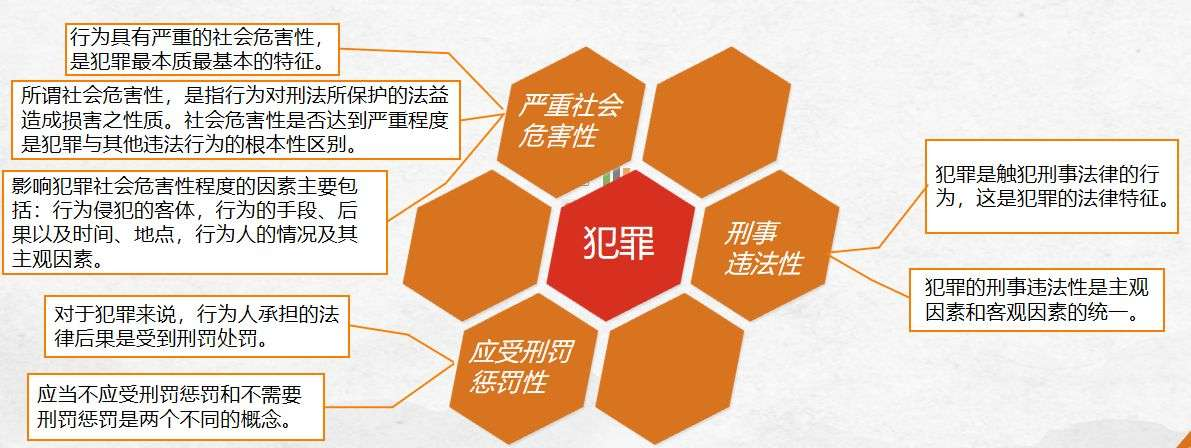 行为具有严重的社会危害性，
是犯罪最本质最基本的特征。
所谓社会危害性，是指行为对刑法所保护的法益
造成损害之性质。社会危害性是否达到严重程度
是犯罪与其他违法行为的根本性区别。
影响犯罪社会危害性程度的因素主要包
括：行为侵犯的客体，行为的手段、后
果以及时间、地点，行为人的情况及其
主观因素。
严重社会
危害性
犯罪
刑事
违法性
犯罪是触犯刑事法律的行
为，这是犯罪的法律特征。
犯罪的刑事违法性是主观
因素和客观因素的统一。
对于犯罪来说，行为人承担的法
律后果是受到刑罚处罚。
应当不应受刑罚惩罚和不需要
刑罚惩罚是两个不同的概念。
应受刑罚
惩罚性